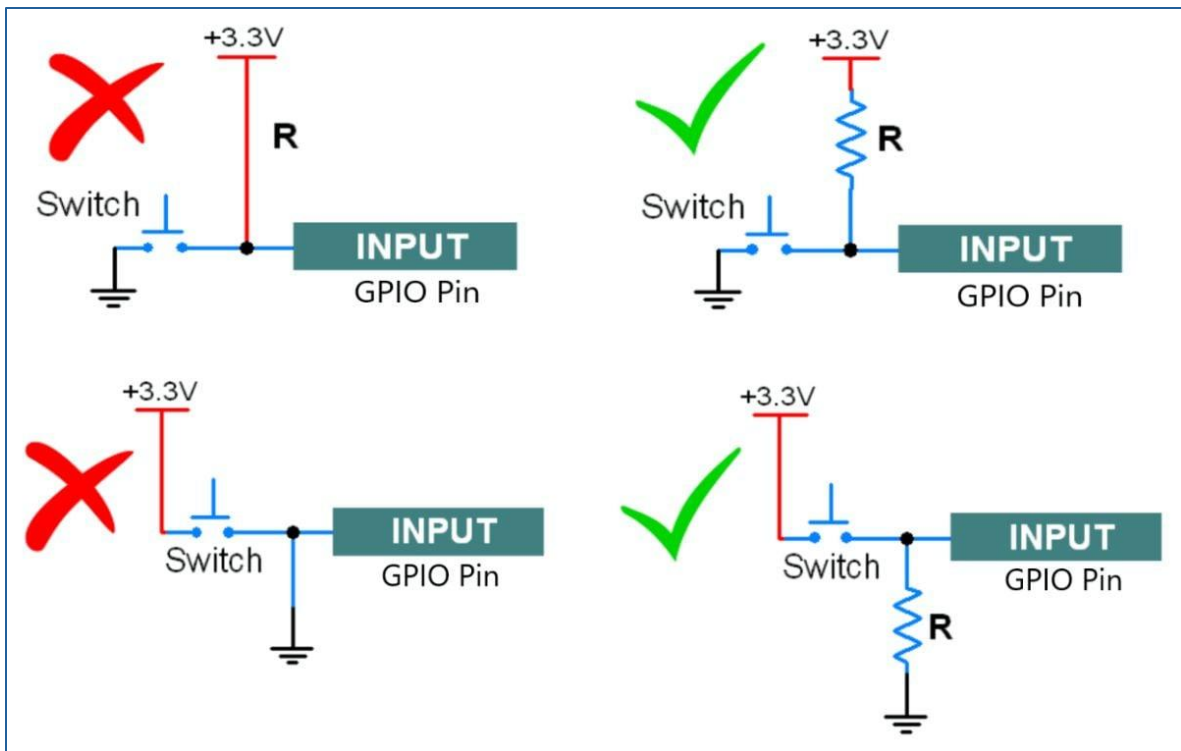 +3.3V
R
Switch
INPUT
GPIO Pin
+3.3V
R
Switch
INPUT
GPIO Pin
+3.3V
INPUT
Switch
GPIO Pin
+3.3V
INPUT
Switch
GPIO Pin
R